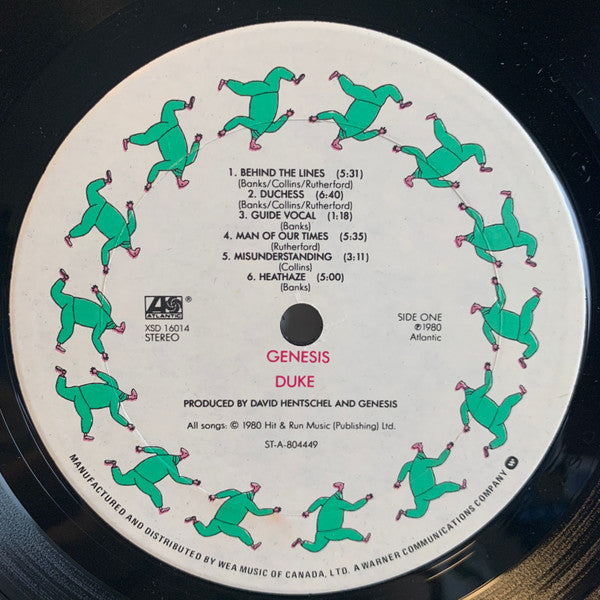 1. BEHIND THE LINES (5:31)
(Banks/Collins/Rutherford)
2. DUCHESS (6:40)
(Banks/Collins/Rutherford)
3. GUIDE VOCAL (1:18)
(Banks)
4. MAN OF OUR TIMES (5:35)
(Rutherford)
5. MISUNDERSTANDING (3:11)
(Collins)
6. HEATHAZE (5:00)
(Banks)
ATLANTIC ®
XSD 16014
STEREO
SIDE ONE
℗1980
Atlantic
GENESIS
DUKE
PRODUCED BY DAVID HENTSCHEL AND GENESIS
All songs: © 1980 Hit & Run Music (Publishing) Ltd.
ST-A-804449
MANUFACTURED AND DISTRIBUTED BY WEA MUSIC OF CANADA, LTD. A WARNER COMMUNICATIONS COMPANY